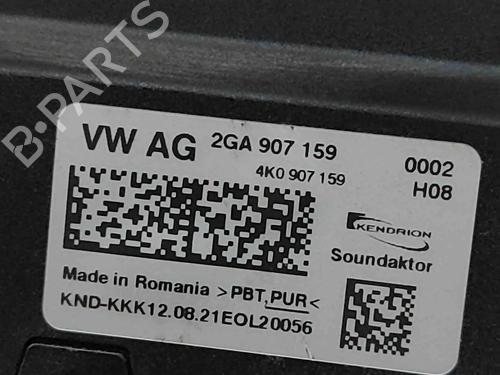 B·PARTS
VW AG 2GA 907 159 0002
4K0 907 159 H08
KENDRION
Soundaktor
Made in Romania >PBT,PUR<
KND-KKK12.08.21EOL20056